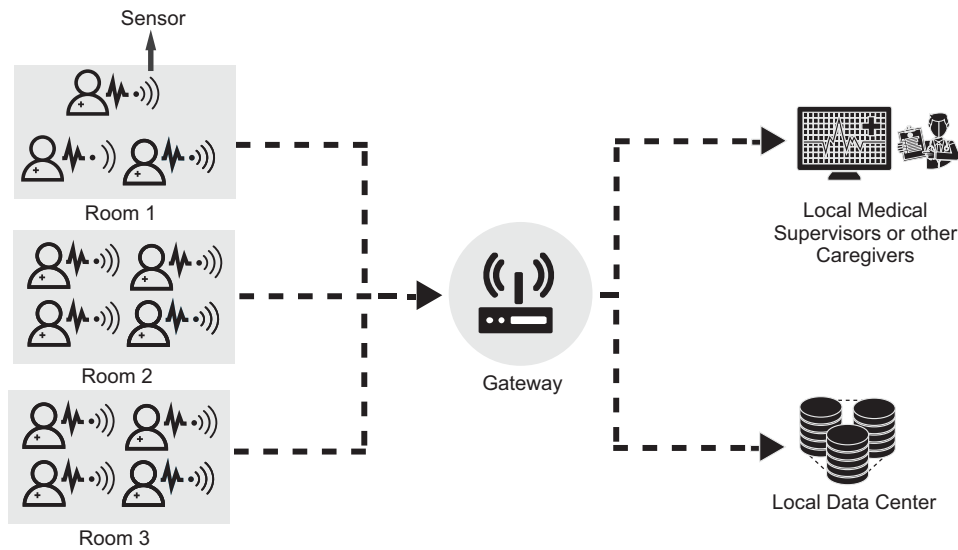 Sensor
Room 1
Room 2
Room 3
Gateway
Local Medical
Supervisors or other
Caregivers
Local Data Center